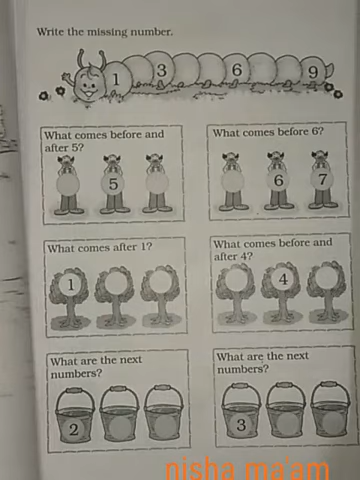 Write the missing number.
1 3 6 9
What comes before and
after 5?
5
What comes before 6?
6 7
What comes after 1?
1
What comes before and
after 4?
4
What are the next
numbers?
2
What are the next
numbers?
3
nisha ma'am